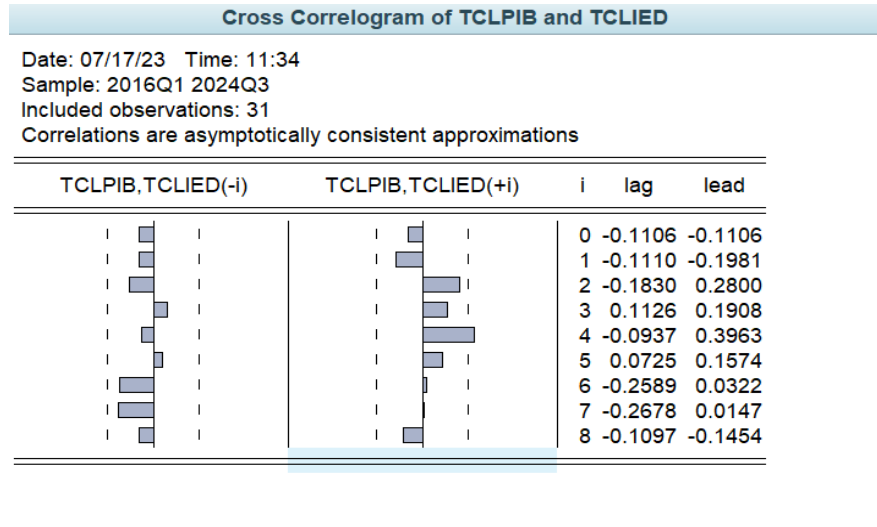 Cross Correlogram of TCLPIB and TCLIED
Date: 07/17/23 Time: 11:34
Sample: 2016Q1 2024Q3
Included observations: 31
Correlations are asymptotically consistent approximations
TCLPIB,TCLIED(-i) TCLPIB,TCLIED(+i) i lag lead
0 -0.1106 -0.1106
1 -0.1110 -0.1981
2 -0.1830 0.2800
3 0.1126 0.1908
4 -0.0937 0.3963
5 0.0725 0.1574
6 -0.2589 0.0322
7 -0.2678 0.0147
8 -0.1097 -0.1454